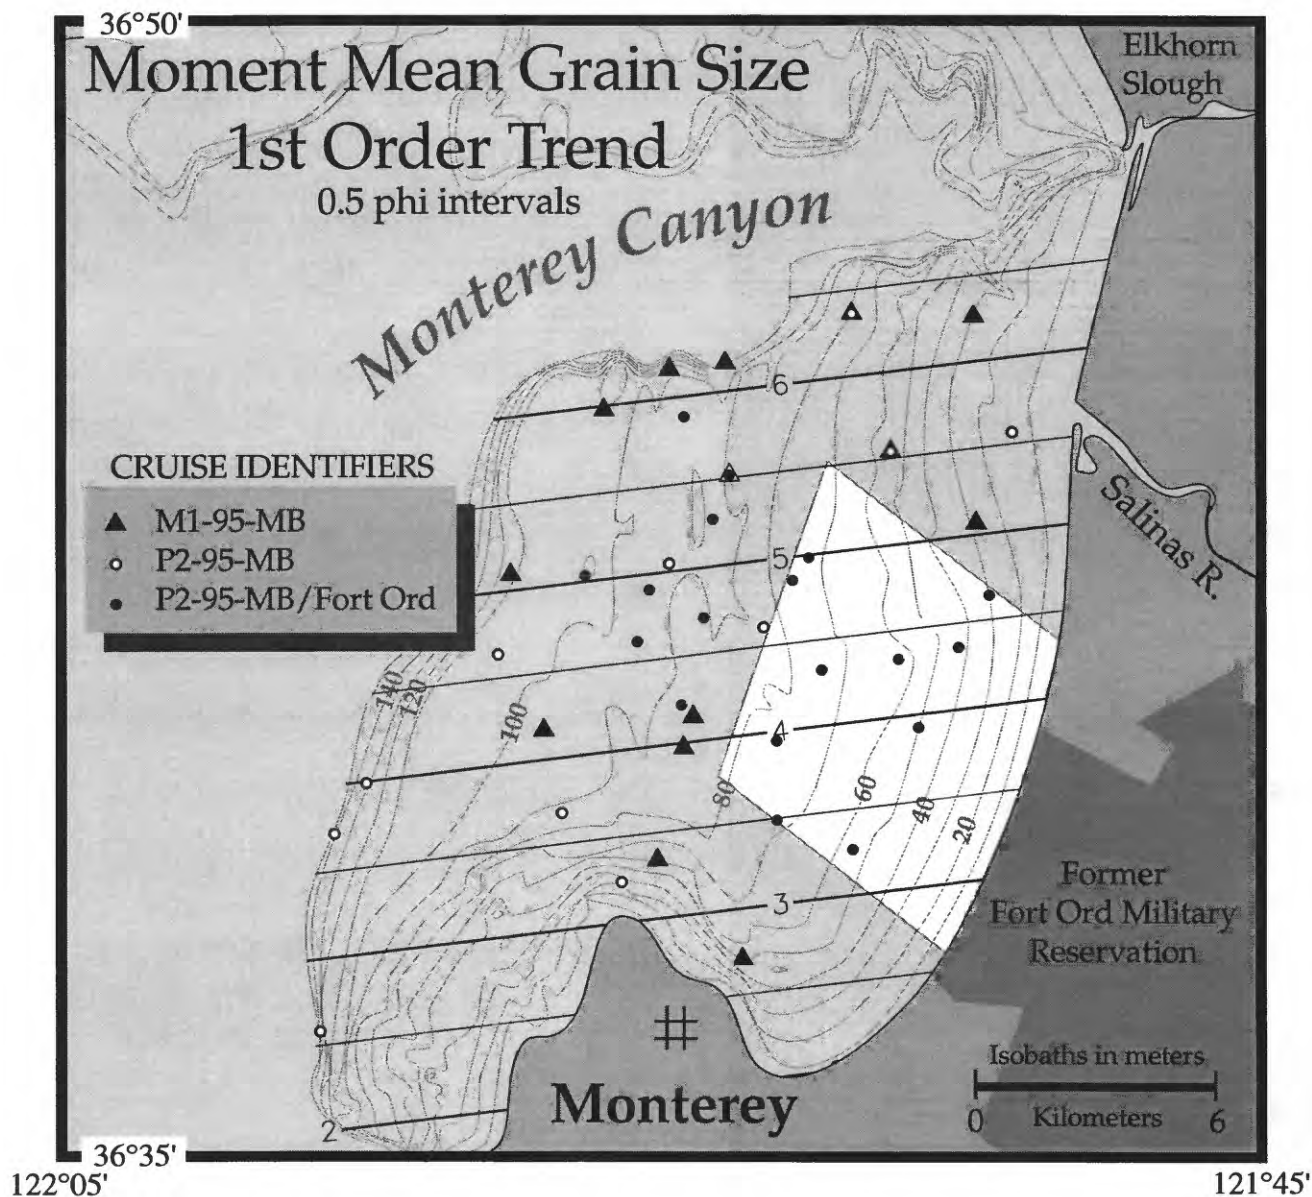 36°50'
Moment Mean Grain Size
1st Order Trend
0.5 phi intervals
Elkhorn
Slough
Monterey Canyon
6
CRUISE IDENTIFIERS
M1-95-MB
P2-95-MB
P2-95-MB/Fort Ord
Salinas R.
5
140
120
100
4
80
60
40
20
3
Former
Fort Ord Military
Reservation
#
Monterey
Isobaths in meters
0 Kilometers 6
2
36°35'
122°05'
121°45'